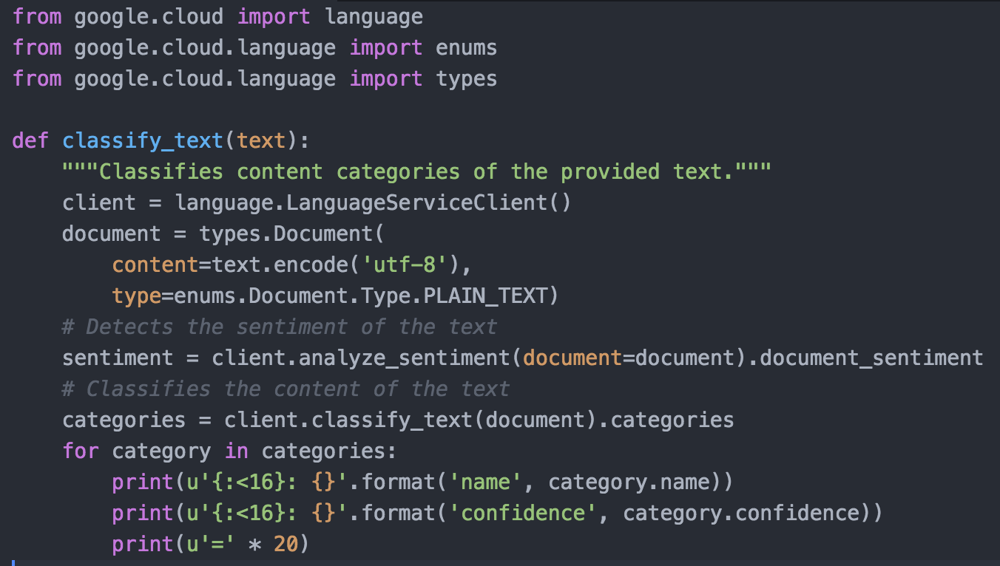 from google.cloud import language
from google.cloud.language import enums
from google.cloud.language import types

def classify_text(text):
    """Classifies content categories of the provided text."""
    client = language.LanguageServiceClient()
    document = types.Document(
        content=text.encode('utf-8'),
        type=enums.Document.Type.PLAIN_TEXT)
    # Detects the sentiment of the text
    sentiment = client.analyze_sentiment(document=document).document_sentiment
    # Classifies the content of the text
    categories = client.classify_text(document).categories
    for category in categories:
        print(u'{:<16}: {}'.format('name', category.name))
        print(u'{:<16}: {}'.format('confidence', category.confidence))
        print(u'=' * 20)